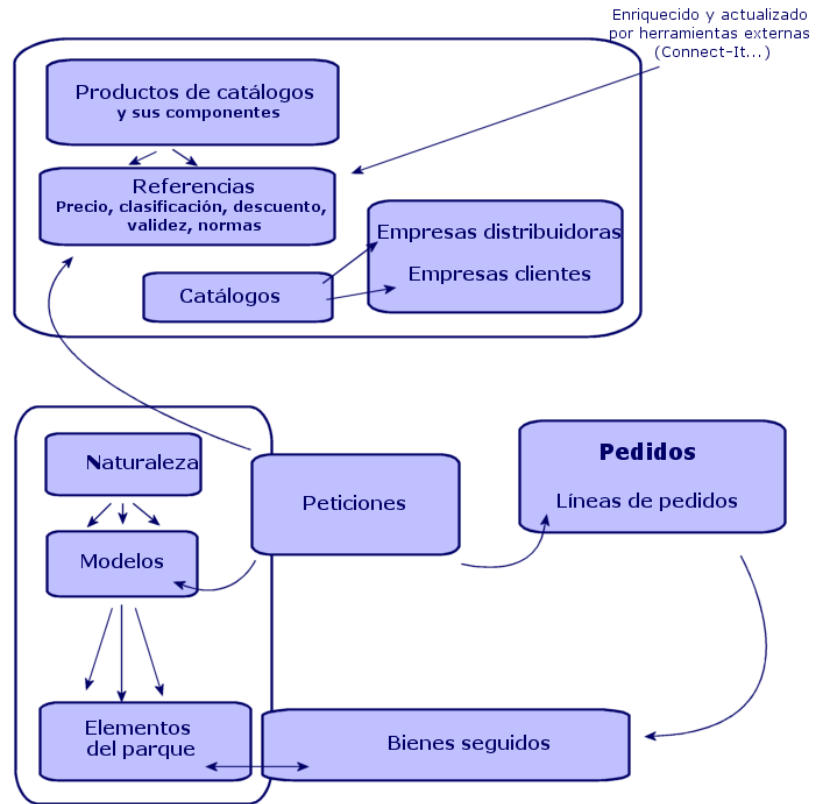 Enriquecido y actualizado
por herramientas externas
(Connect-It...)
Productos de catálogos
y sus componentes
Referencias
Precio, clasificación, descuento,
validez, normas
Empresas distribuidoras
Empresas clientes
Catálogos
Naturaleza
Modelos
Peticiones
Pedidos
Líneas de pedidos
Elementos
del parque
Bienes seguidos